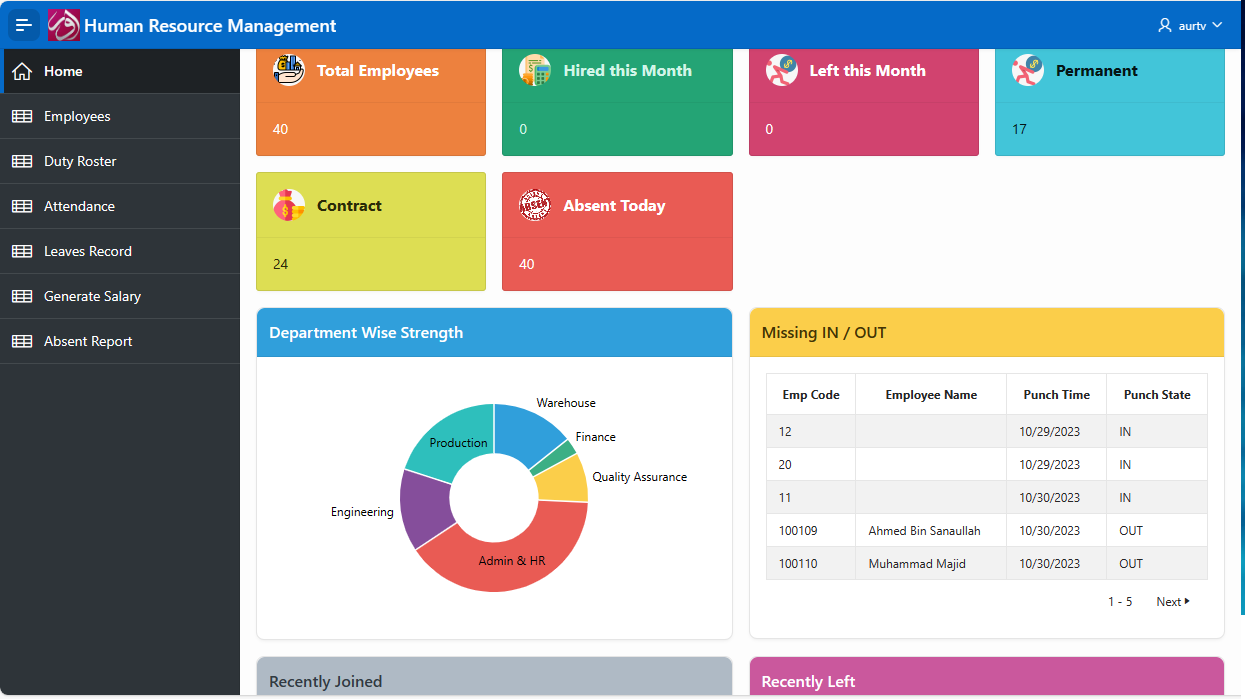 Human Resource Management
aurtv
Home
Employees
Duty Roster
Attendance
Leaves Record
Generate Salary
Absent Report
Total Employees
40
Hired this Month
0
Left this Month
0
Permanent
17
Contract
24
ABSENT
Absent Today
40
Department Wise Strength
Warehouse
Finance
Quality Assurance
Admin & HR
Engineering
Production
Missing IN / OUT
Emp Code Employee Name Punch Time Punch State
12 10/29/2023 IN
20 10/29/2023 IN
11 10/30/2023 IN
100109 Ahmed Bin Sanaullah 10/30/2023 OUT
100110 Muhammad Majid 10/30/2023 OUT
1 - 5 Next
Recently Joined
Recently Left